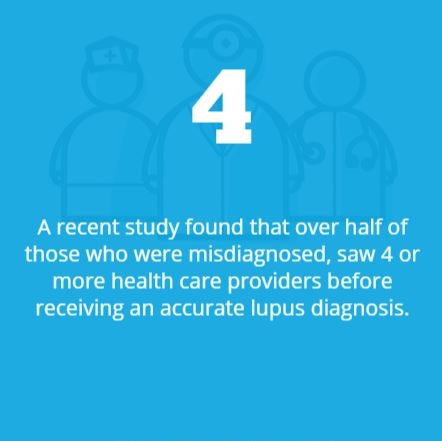 4
A recent study found that over half of
those who were misdiagnosed, saw 4 or
more health care providers before
receiving an accurate lupus diagnosis.